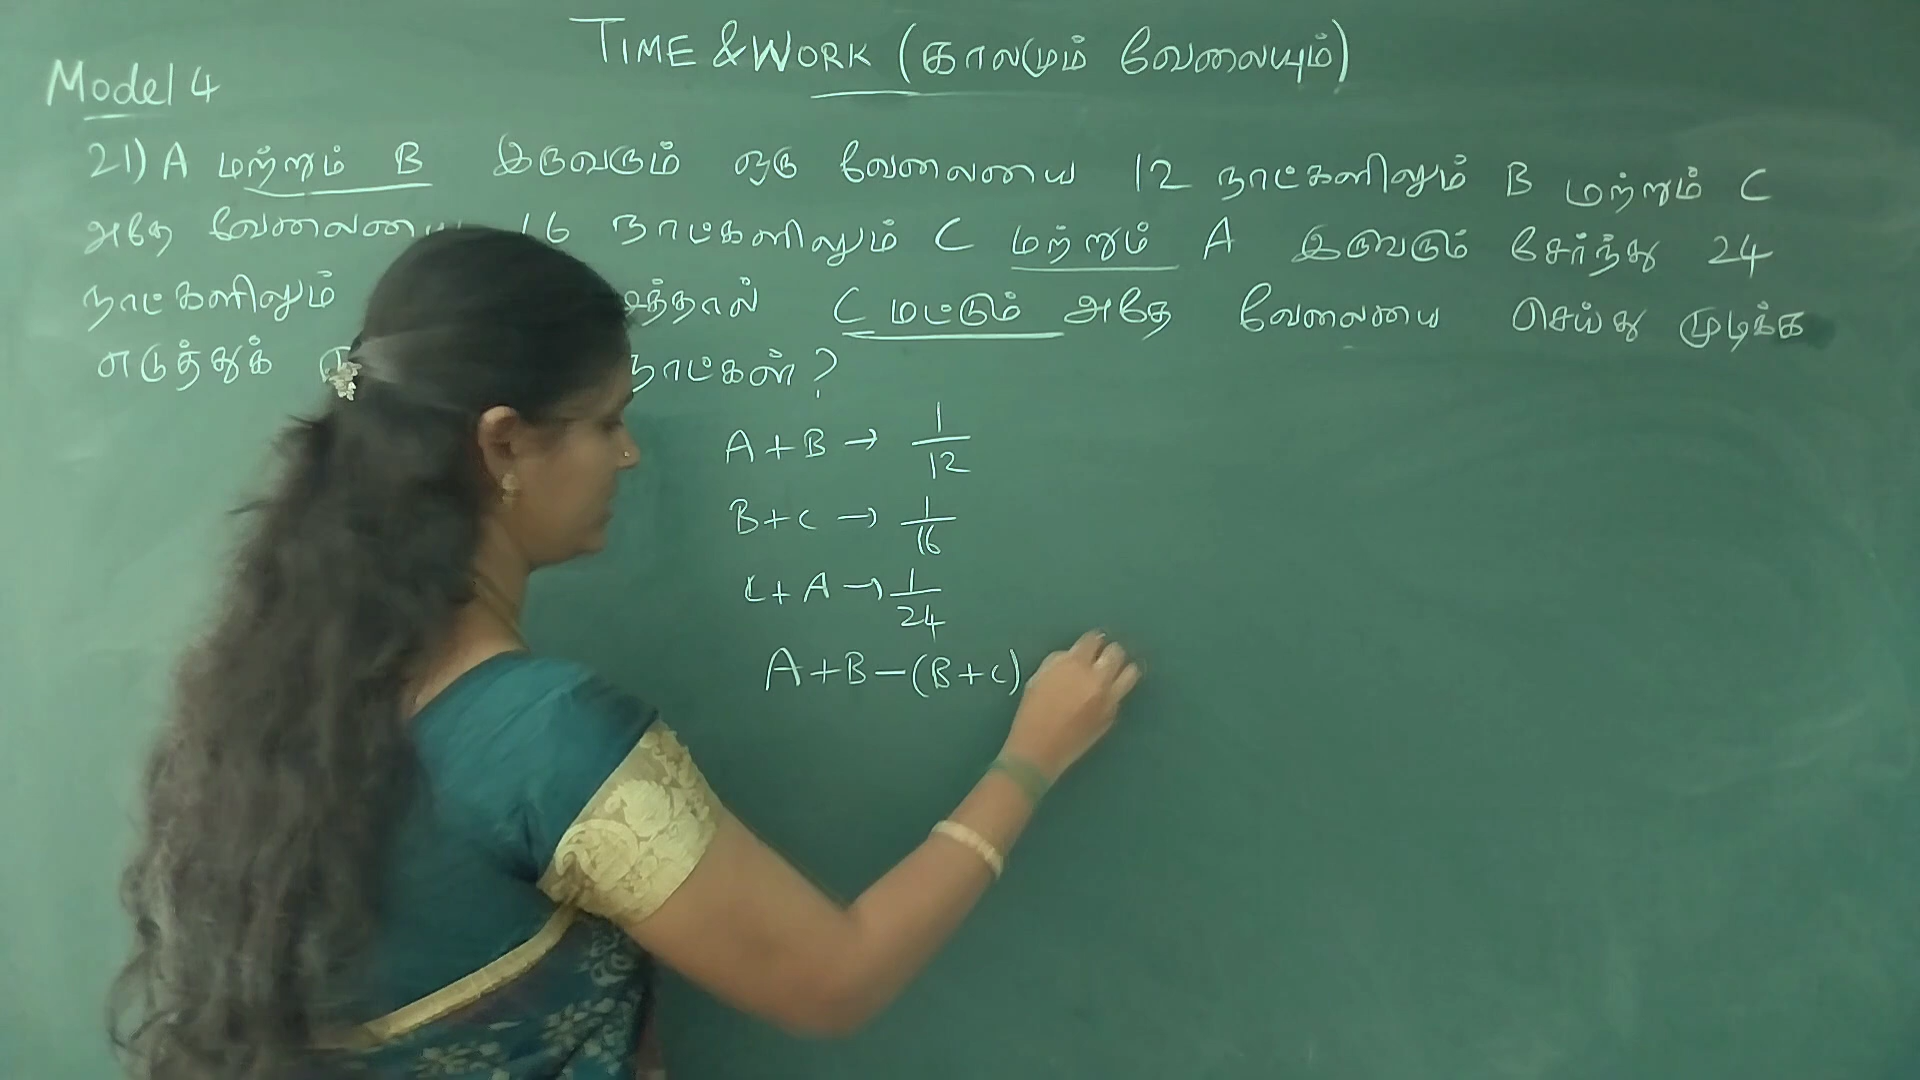 TIME & WORK (காலமும் வேலையும்)
Model 4
21) A மற்றும் B இருவரும் ஒரு வேலையை 12 நாட்களிலும் B மற்றும் C
அதே வேலையை 16 நாட்களிலும் C மற்றும் A இருவரும் சேர்ந்து 24
நாட்களிலும் C மட்டும் அதே வேலையை செய்து முடிக்க
எடுத்துக் நாட்கள்?
A + B → 1/12
B + C → 1/16
C + A → 1/24
A + B - (B + C)